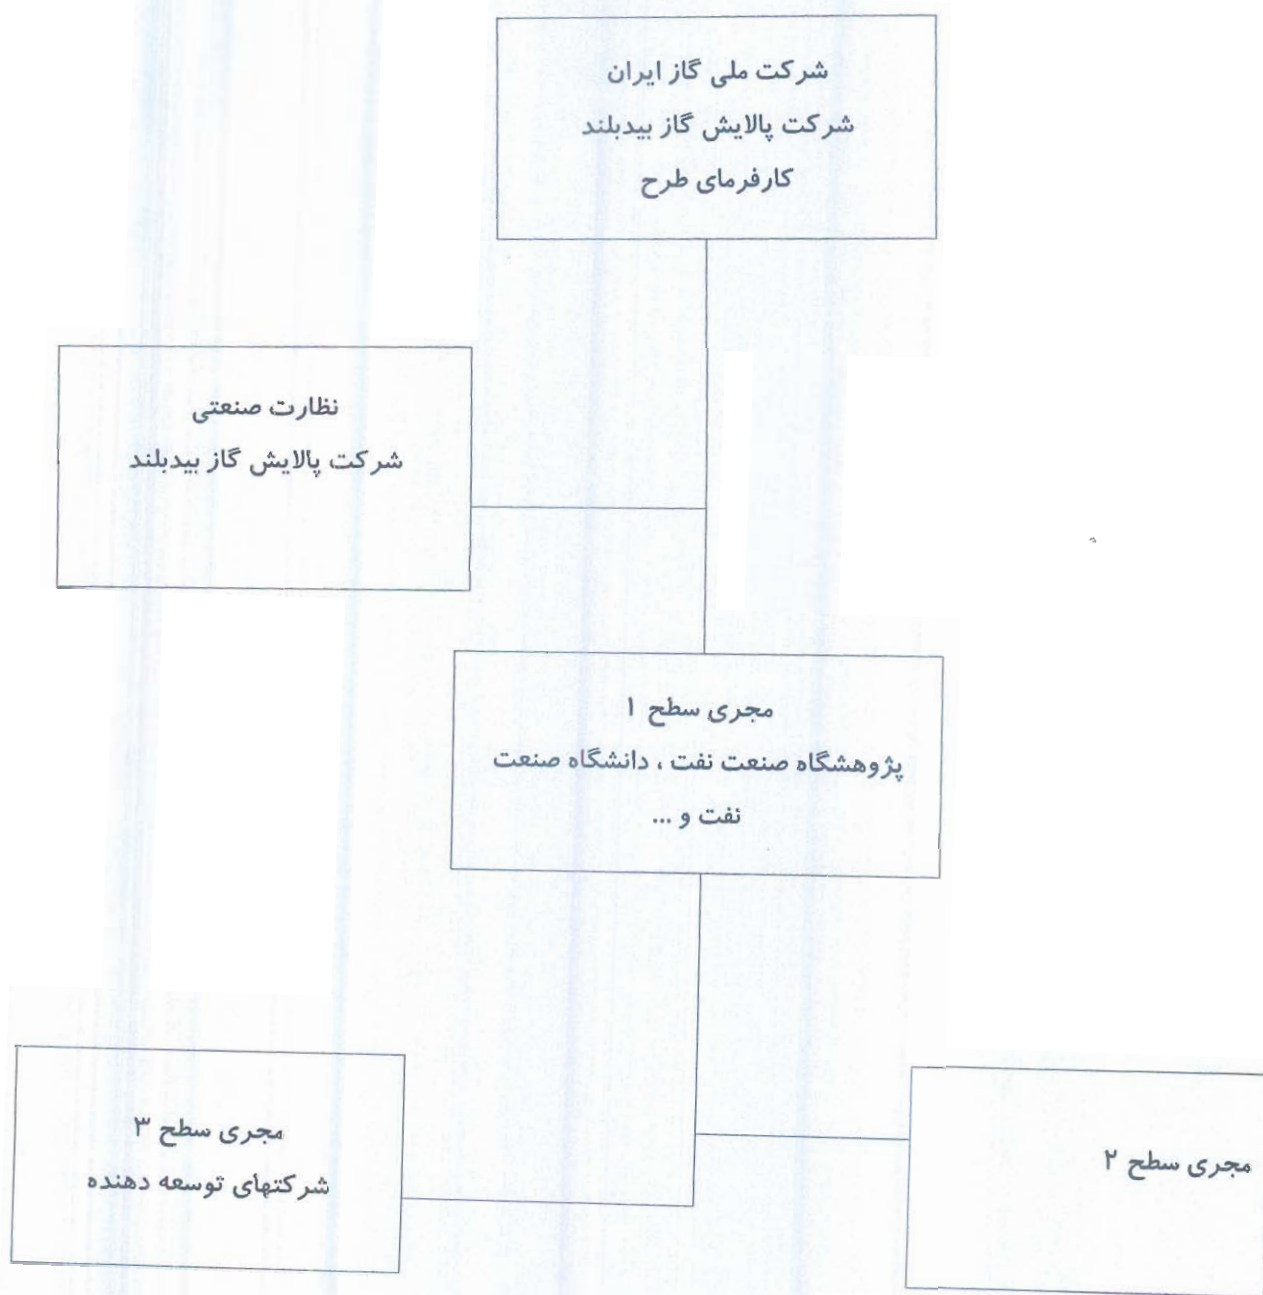 شرکت ملی گاز ایران
شرکت پالایش گاز بیدبلند
کارفرمای طرح
نظارت صنعتی
شرکت پالایش گاز بیدبلند
مجری سطح ۱
پژوهشگاه صنعت نفت ، دانشگاه صنعت
نفت و ...
مجری سطح ۲
مجری سطح ۳
شرکتهای توسعه دهنده